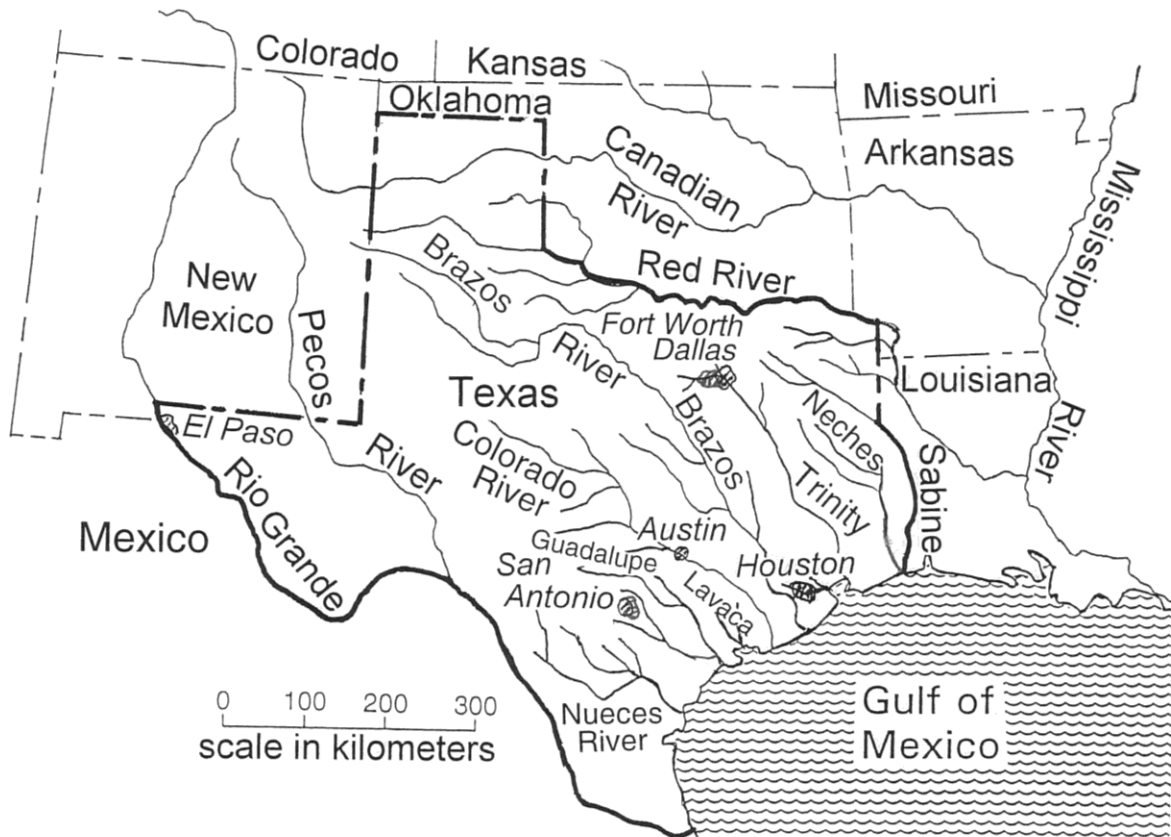 Colorado
Kansas
Oklahoma
Missouri
Arkansas
Canadian
River
Mississippi
River
Red River
Brazos
River
Brazos
New
Mexico
Pecos
River
Fort Worth
Dallas
Texas
Louisiana
Neches
El Paso
Colorado
River
Trinity
Sabine
Rio Grande
Mexico
Austin
Guadalupe
Houston
San
Antonio
Lavàca
0 100 200 300
scale in kilometers
Nueces
River
Gulf of
Mexico